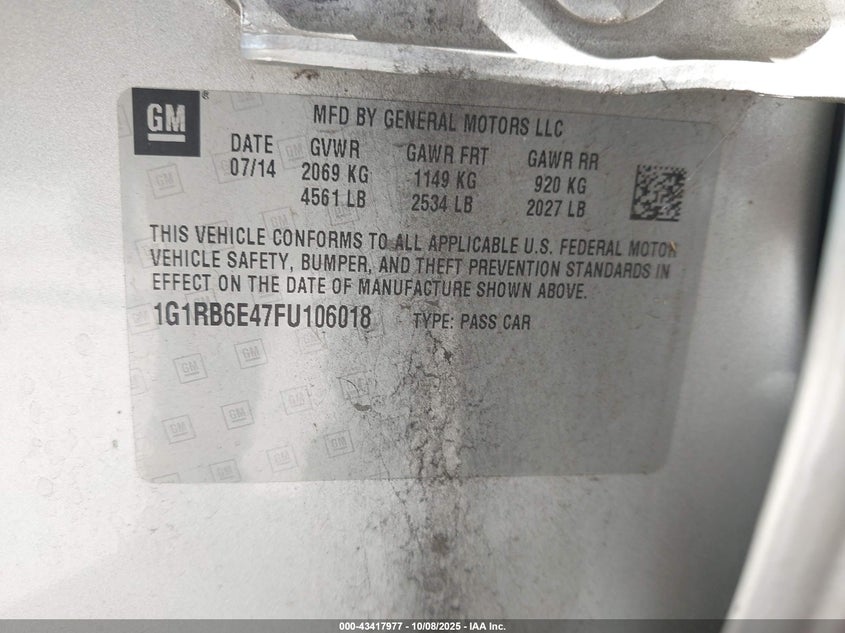 GM
MFD BY GENERAL MOTORS LLC
DATE GVWR GAWR FRT GAWR RR
07/14 2069 KG 1149 KG 920 KG
4561 LB 2534 LB 2027 LB
THIS VEHICLE CONFORMS TO ALL APPLICABLE U.S. FEDERAL MOTOR
VEHICLE SAFETY, BUMPER, AND THEFT PREVENTION STANDARDS IN
EFFECT ON THE DATE OF MANUFACTURE SHOWN ABOVE.
1G1RB6E47FU106018 TYPE: PASS CAR
000-43417977 - 10/08/2025 - IAA Inc.